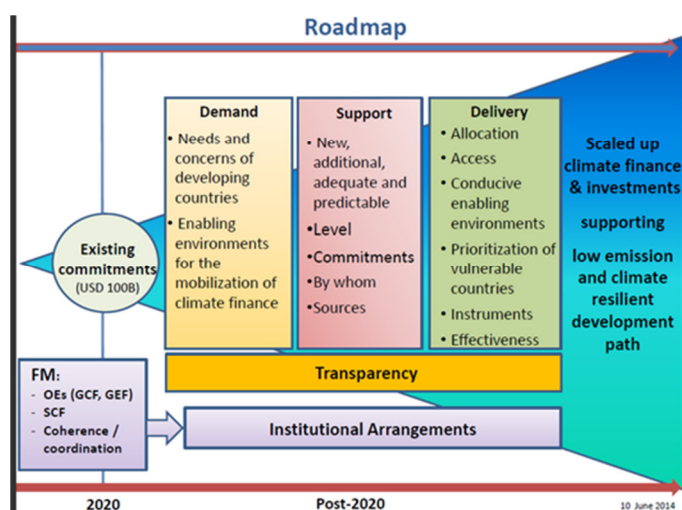 Roadmap
Demand
• Needs and
concerns of
developing
countries
• Enabling
environments
for the
mobilization of
climate finance
Support
• New,
additional,
adequate and
predictable
• Level
• Commitments
• By whom
• Sources
Delivery
• Allocation
• Access
• Conducive
enabling
environments
• Prioritization of
vulnerable
countries
• Instruments
• Effectiveness
Scaled up
climate finance
& investments
supporting
low emission
and climate
resilient
development
path
Existing
commitments
(USD 100B)
Transparency
FM:
- OEs (GCF, GEF)
- SCF
- Coherence /
coordination
Institutional Arrangements
2020
Post-2020
10 June 2014